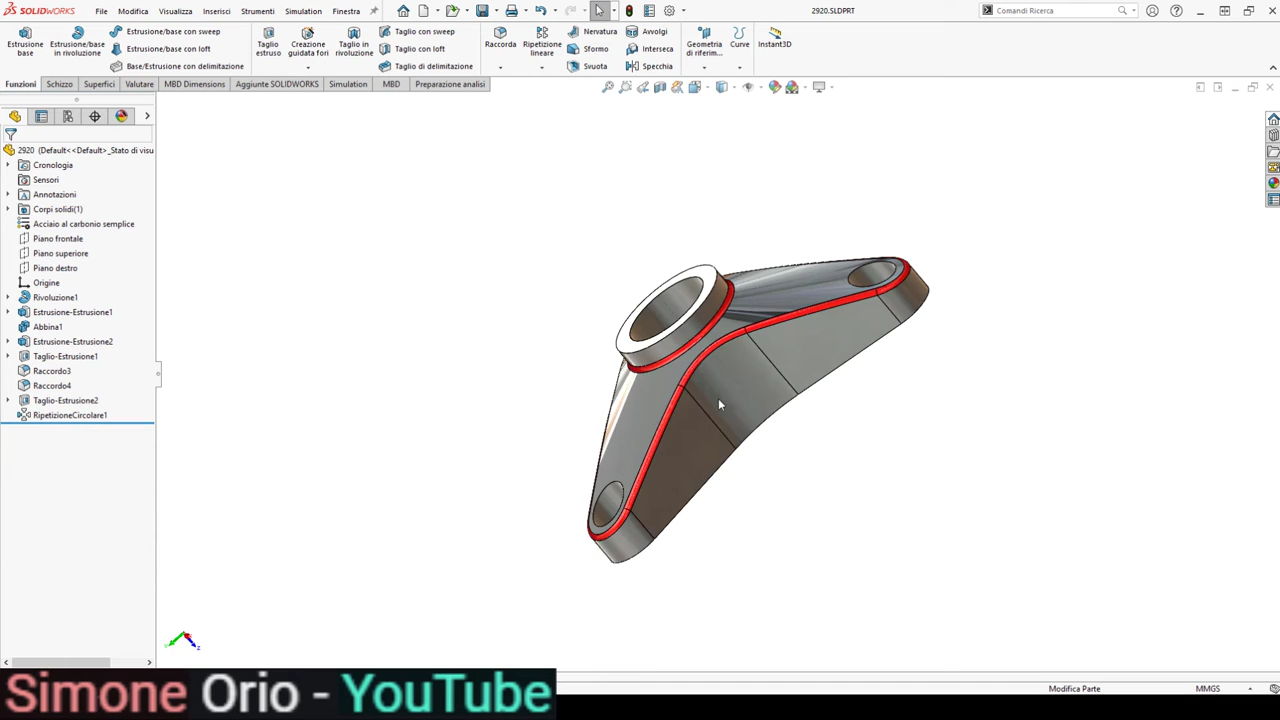 SOLIDWORKS
File
Modifica
Visualizza
Inserisci
Strumenti
Simulation
Finestra
2920.SLDPRT
Comandi Ricerca
Estrusione base
Estrusione/base in rivoluzione
Estrusione/base con sweep
Estrusione/base con loft
Base/Estrusione con delimitazione
Taglio estruso
Creazione guidata fori
Taglio in rivoluzione
Taglio con sweep
Taglio con loft
Taglio di delimitazione
Raccorda
Ripetizione lineare
Nervatura
Sformo
Svuota
Avvolgi
Interseca
Specchia
Geometria di riferim...
Curve
Instant3D
Funzioni
Schizzo
Superfici
Valutare
MBD Dimensions
Aggiunte SOLIDWORKS
Simulation
MBD
Preparazione analisi
2920 (Default<<Default>_Stato di visu
Cronologia
Sensori
Annotazioni
Corpi solidi(1)
Acciaio al carbonio semplice
Piano frontale
Piano superiore
Piano destro
Origine
Rivoluzione1
Estrusione-Estrusione1
Abbina1
Estrusione-Estrusione2
Taglio-Estrusione1
Raccordo3
Raccordo4
Taglio-Estrusione2
RipetizioneCircolare1
Y
Z
Simone Orio - YouTube
Modifica Parte
MMGS